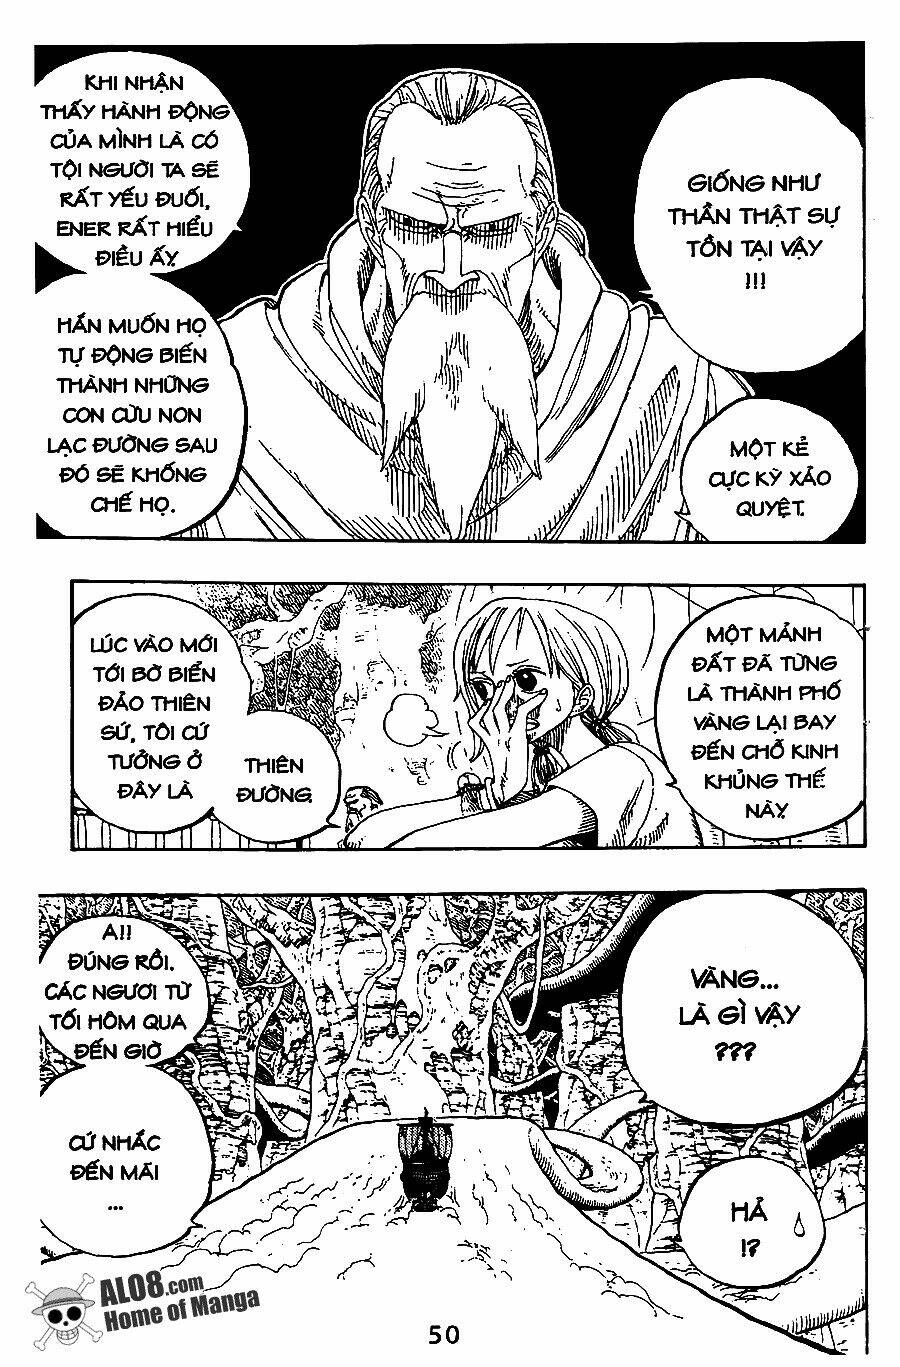 KHI NHẬN
THẤY HÀNH ĐỘNG
CỦA MÌNH LÀ CÓ
TỘI NGƯỜI TA SẼ
RẤT YẾU ĐUỐI,
ENER RẤT HIỂU
ĐIỀU ẤY.
HẮN MUỐN HỌ
TỰ ĐỘNG BIẾN
THÀNH NHỮNG
CON CỪU NON
LẠC ĐƯỜNG SAU
ĐÓ SẼ KHỐNG
CHẾ HỌ.
GIỐNG NHƯ
THẦN THẬT SỰ
TỒN TẠI VẬY
!!!
MỘT KẺ
CỰC KỲ XẢO
QUYỆT.
LÚC VÀO MỚI
TỚI BỜ BIỂN
ĐẢO THIÊN
SỨ, TÔI CỨ
TƯỞNG Ở
ĐÂY LÀ
THIÊN
ĐƯỜNG.
MỘT MẢNH
ĐẤT ĐÃ TỪNG
LÀ THÀNH PHỐ
VÀNG LẠI BAY
ĐẾN CHỖ KINH
KHỦNG THẾ
NÀY.
A!!
ĐÚNG RỒI.
CÁC NGƯƠI TỪ
TỐI HÔM QUA
ĐẾN GIỜ
CỨ NHẮC
ĐẾN MÃI
...
VÀNG...
LÀ GÌ VẬY
???
HẢ
!?
AL08.com
Home of Manga
50